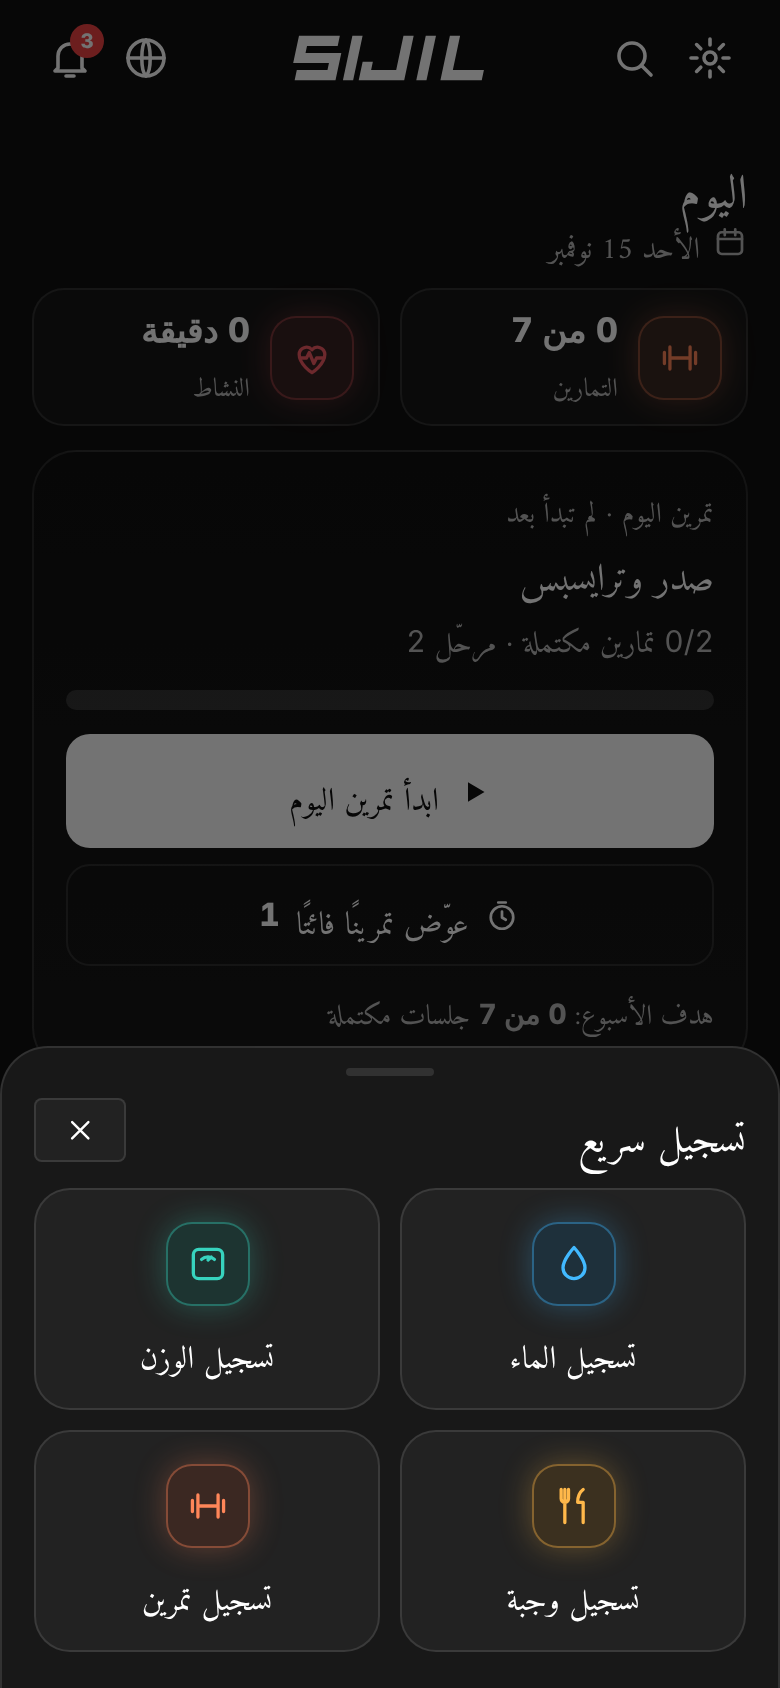 3
SIJIL
اليوم
الأحد 15 نوفمبر
0 من 7
التمارين
0 دقيقة
النشاط
تمرين اليوم · لم تبدأ بعد
صدر وترايسبس
0/2 تمارين مكتملة · مرحّل 2
ابدأ تمرين اليوم
عوّض تمرينًا فائتًا 1
هدف الأسبوع: 0 من 7 جلسات مكتملة
تسجيل سريع
تسجيل الماء
تسجيل الوزن
تسجيل وجبة
تسجيل تمرين